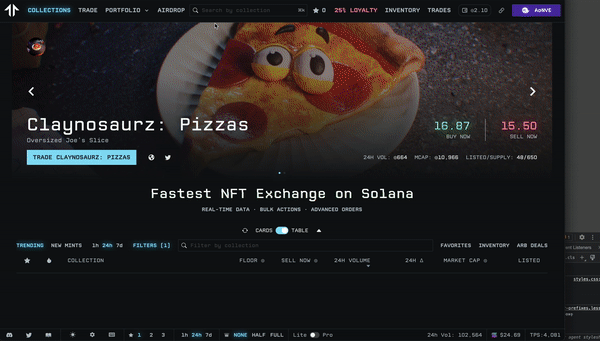 COLLECTIONS TRADE PORTFOLIO AIRDROP Search by collection ⌘K 0 25% LOYALTY INVENTORY TRADES 2.10 AoNVE
Claynosaurz: Pizzas
Oversized Joe's Slice
16.87 15.50
BUY NOW SELL NOW
TRADE CLAYNOSAURZ: PIZZAS 24H VOL: 664 MCAP: 10,966 LISTED/SUPPLY: 48/650
Fastest NFT Exchange on Solana
REAL-TIME DATA · BULK ACTIONS · ADVANCED ORDERS
CARDS TABLE
TRENDING NEW MINTS 1h 24h 7d FILTERS [1] Filter by collection FAVORITES INVENTORY ARB DEALS
COLLECTION FLOOR SELL NOW 24H VOLUME 24H Δ MARKET CAP LISTED
1 2 3 1h 24h 7d NONE HALF FULL Lite Pro 24h Vol: 102,564 $24.69 TPS:4,081
Listeners
.cls
styles.css: